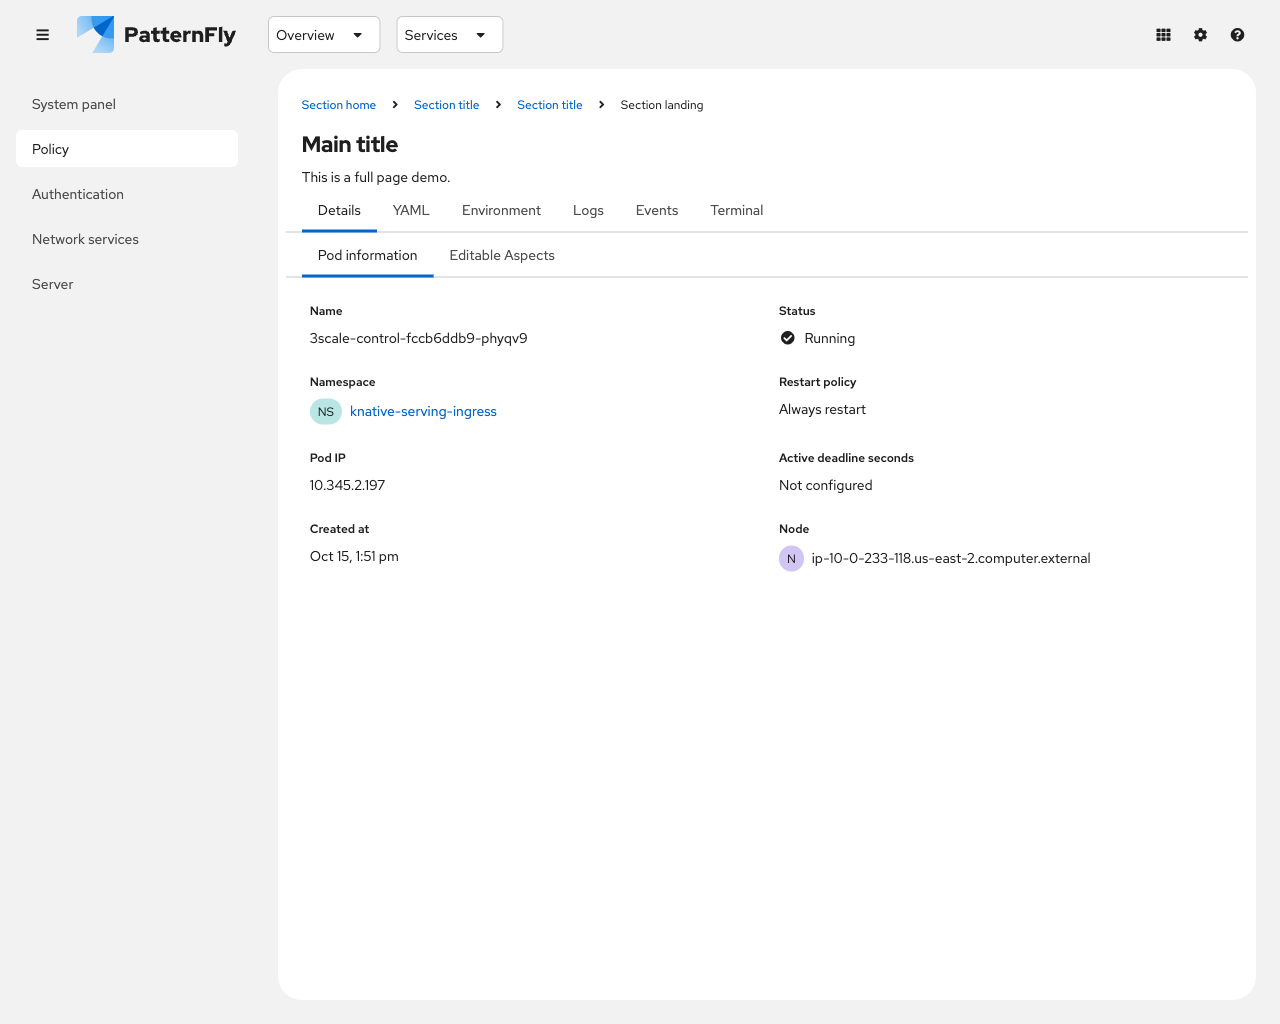 PatternFly
Overview
Services
System panel
Policy
Authentication
Network services
Server
Section home
Section title
Section title
Section landing
Main title
This is a full page demo.
Details
YAML
Environment
Logs
Events
Terminal
Pod information
Editable Aspects
Name
3scale-control-fccb6ddb9-phyqv9
Status
Running
Namespace
NS knative-serving-ingress
Restart policy
Always restart
Pod IP
10.345.2.197
Active deadline seconds
Not configured
Created at
Oct 15, 1:51 pm
Node
N ip-10-0-233-118.us-east-2.computer.external